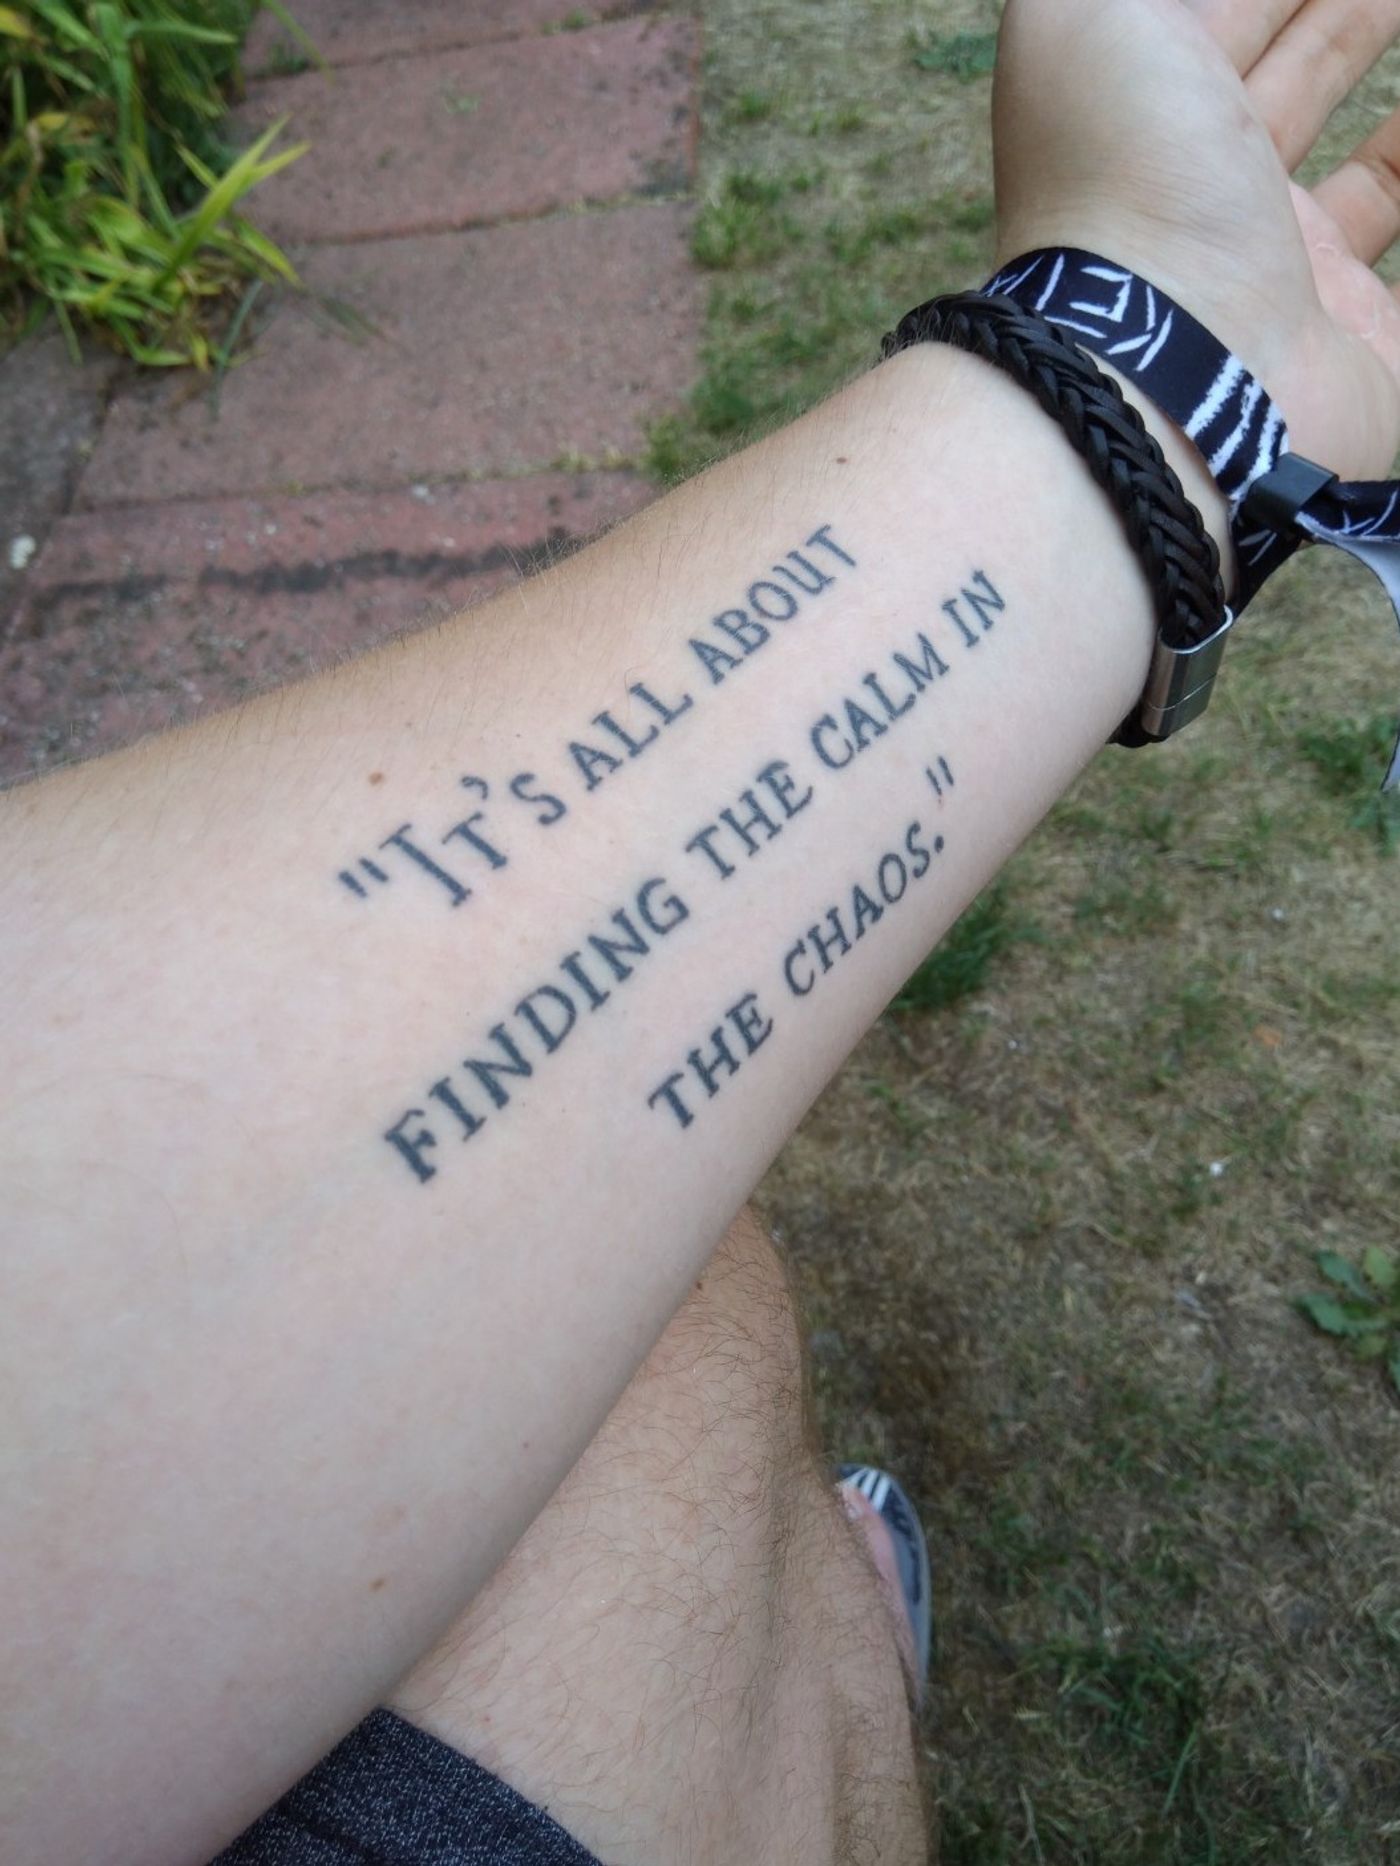 "It's ALL ABOUT
FINDING THE CALM IN
THE CHAOS."